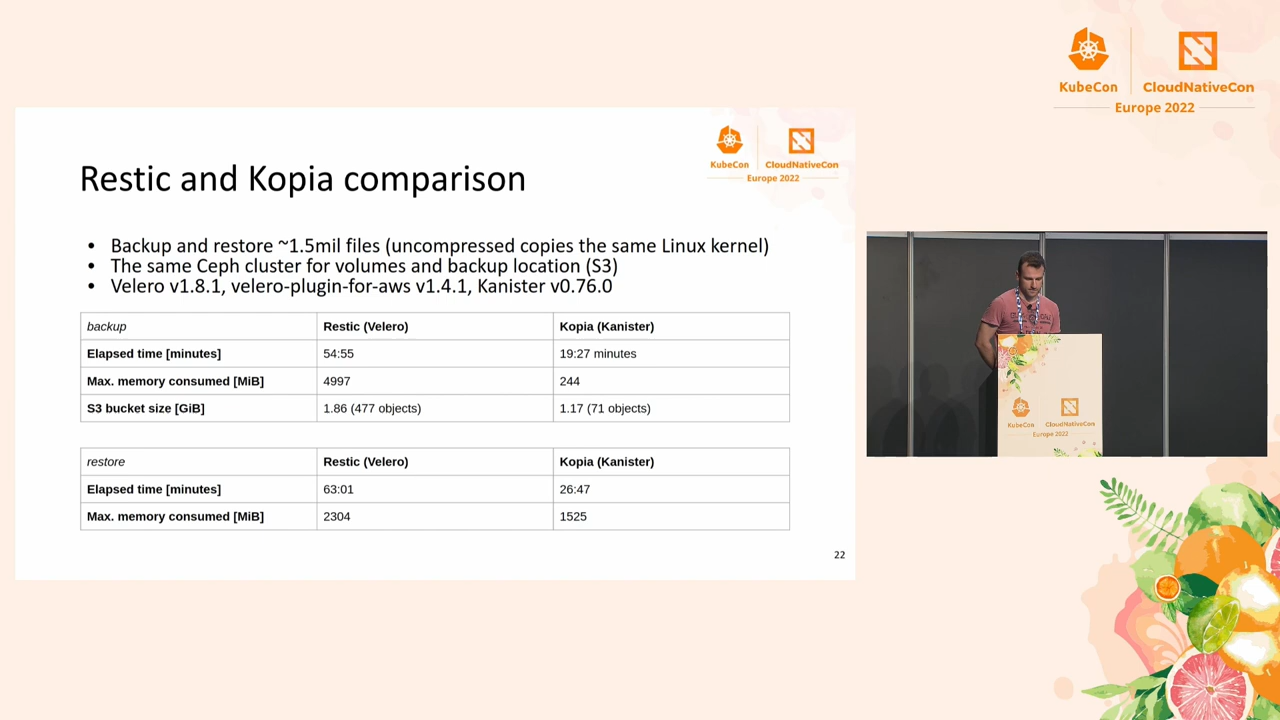 KubeCon
CloudNativeCon
Europe 2022
KubeCon
CloudNativeCon
Europe 2022
Restic and Kopia comparison
• Backup and restore ~1.5mil files (uncompressed copies the same Linux kernel)
• The same Ceph cluster for volumes and backup location (S3)
• Velero v1.8.1, velero-plugin-for-aws v1.4.1, Kanister v0.76.0
backup Restic (Velero) Kopia (Kanister)
Elapsed time [minutes] 54:55 19:27 minutes
Max. memory consumed [MiB] 4997 244
S3 bucket size [GiB] 1.86 (477 objects) 1.17 (71 objects)
restore Restic (Velero) Kopia (Kanister)
Elapsed time [minutes] 63:01 26:47
Max. memory consumed [MiB] 2304 1525
22
KubeCon
CloudNativeCon
Europe 2022